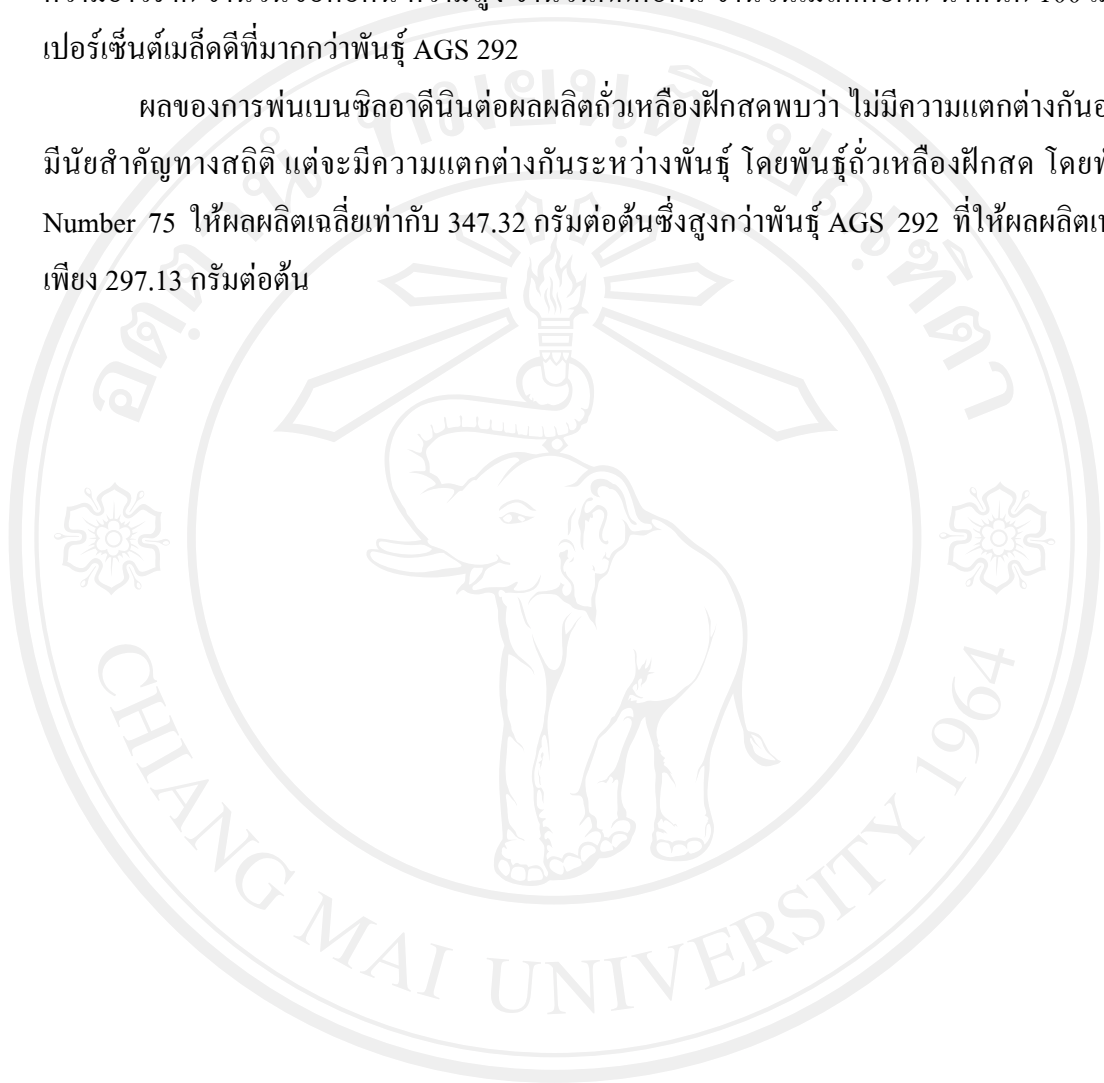 เปอร์เซ็นต์เมล็ดดีที่มากกว่าพันธุ์ AGS 292
ผลของการพ่นเบนซิลอาดีนินต่อผลผลิตถั่วเหลืองฝักสดพบว่า ไม่มีความแตกต่างกันอ
มีนัยสำคัญทางสถิติ แต่จะมีความแตกต่างกันระหว่างพันธุ์ โดยพันธุ์ถั่วเหลืองฝักสด โดยพ
Number 75 ให้ผลผลิตเฉลี่ยเท่ากับ 347.32 กรัมต่อต้นซึ่งสูงกว่าพันธุ์ AGS 292 ที่ให้ผลผลิตเ
เพียง 297.13 กรัมต่อต้น
CHIANG MAI UNIVERSITY 1964